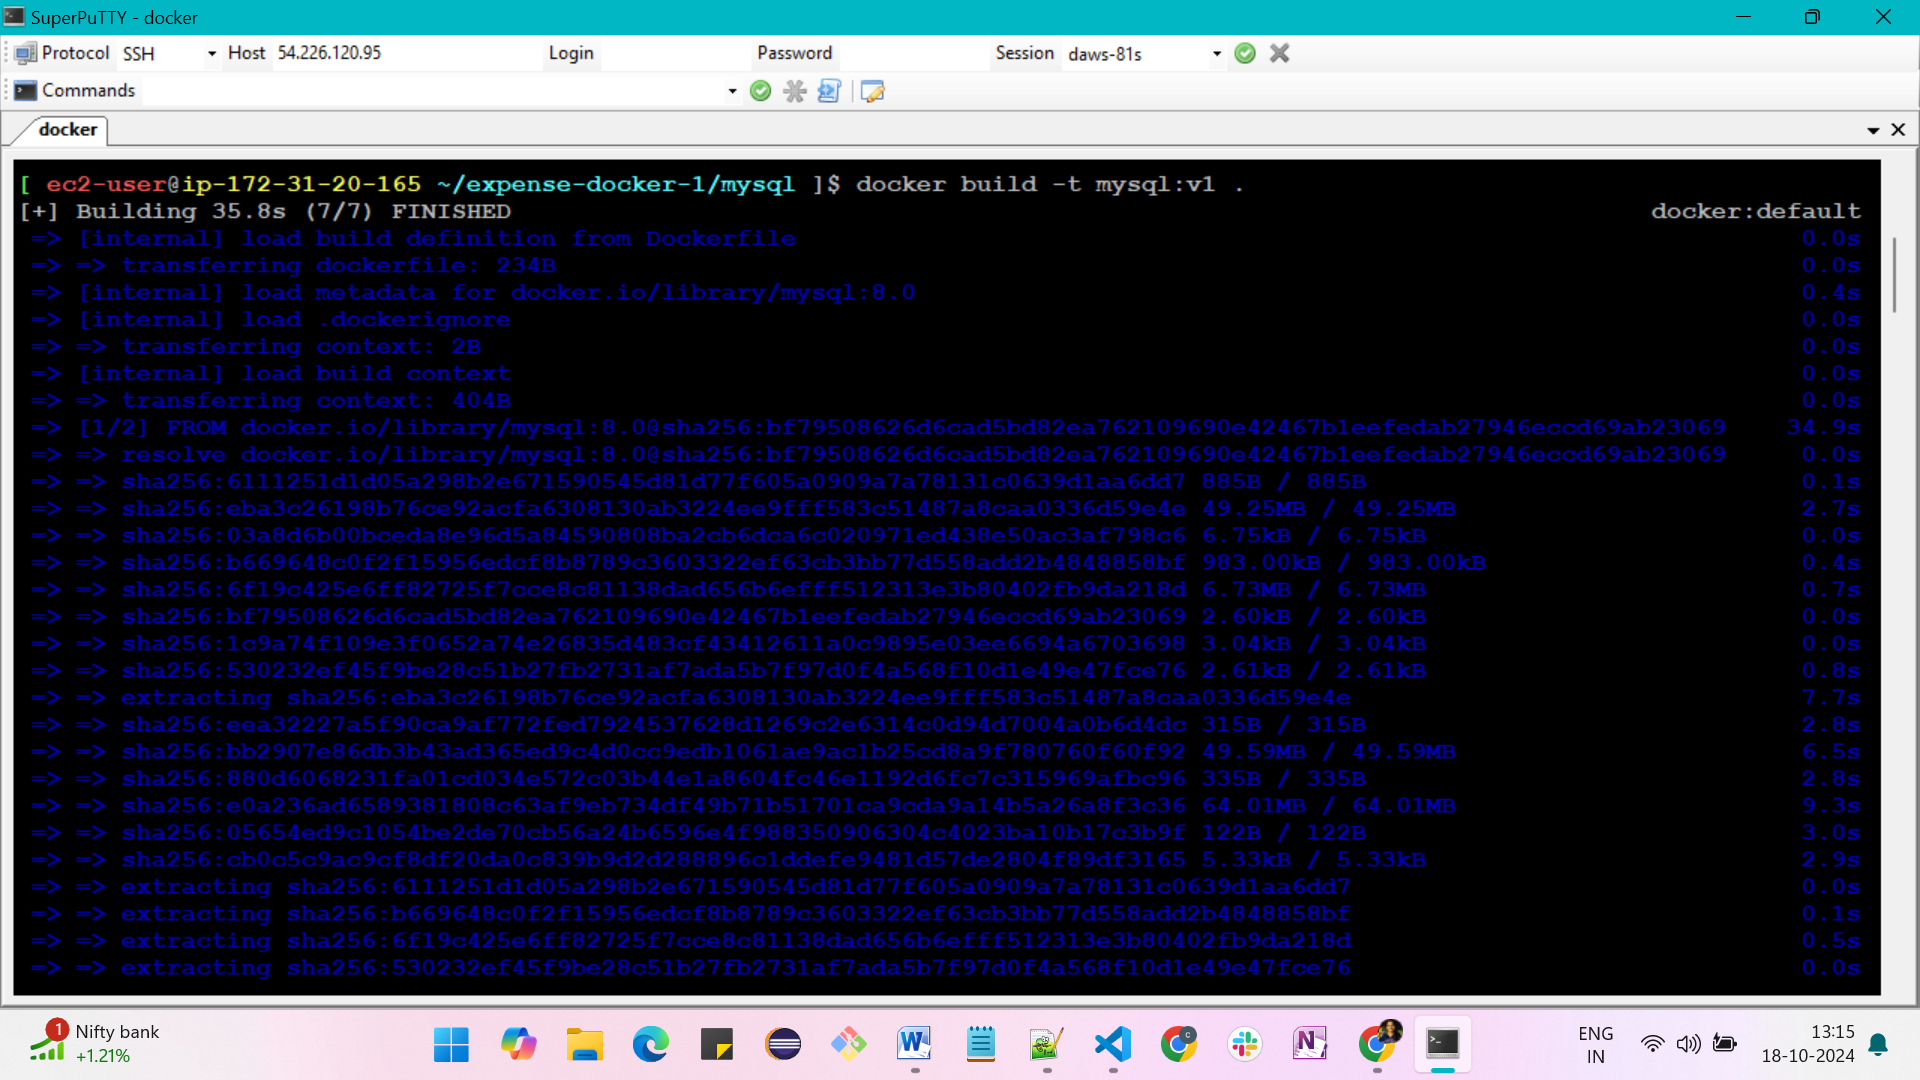 SuperPuTTY - docker
Protocol SSH Host 54.226.120.95 Login Password Session daws-81s
Commands
docker
[ ec2-user@ip-172-31-20-165 ~/expense-docker-1/mysql ]$ docker build -t mysql:v1 .
[+] Building 35.8s (7/7) FINISHED docker:default
=> [internal] load build definition from Dockerfile 0.0s
=> => transferring dockerfile: 234B 0.0s
=> [internal] load metadata for docker.io/library/mysql:8.0 0.4s
=> [internal] load .dockerignore 0.0s
=> => transferring context: 2B 0.0s
=> [internal] load build context 0.0s
=> => transferring context: 404B 0.0s
=> [1/2] FROM docker.io/library/mysql:8.0@sha256:bf79508626d6cad5bd82ea762109690e42467b1eefedab27946eccd69ab23069 34.9s
=> => resolve docker.io/library/mysql:8.0@sha256:bf79508626d6cad5bd82ea762109690e42467b1eefedab27946eccd69ab23069 0.0s
=> => sha256:6111251d1d05a298b2e671590545d81d77f605a0909a7a78131c0639d1aa6dd7 885B / 885B 0.1s
=> => sha256:eba3c26198b76ce92acfa6308130ab3224ee9fff583c51487a8caa0336d59e4e 49.25MB / 49.25MB 2.7s
=> => sha256:03a8d6b00bceda8e96d5a84590808ba2cb6dca6c020971ed438e50ac3af798c6 6.75kB / 6.75kB 0.0s
=> => sha256:b669648c0f2f15956edcf8b8789c3603322ef63cb3bb77d558add2b4848858bf 983.00kB / 983.00kB 0.4s
=> => sha256:6f19c425e6ff82725f7cce8c81138dad656b6efff512313e3b80402fb9da218d 6.73MB / 6.73MB 0.7s
=> => sha256:bf79508626d6cad5bd82ea762109690e42467b1eefedab27946eccd69ab23069 2.60kB / 2.60kB 0.0s
=> => sha256:1c9a74f109e3f0652a74e26835d483cf43412611a0c9895e03ee6694a6703698 3.04kB / 3.04kB 0.0s
=> => sha256:530232ef45f9be28c51b27fb2731af7ada5b7f97d0f4a568f10d1e49e47fce76 2.61kB / 2.61kB 0.8s
=> => extracting sha256:eba3c26198b76ce92acfa6308130ab3224ee9fff583c51487a8caa0336d59e4e 7.7s
=> => sha256:eea32227a5f90ca9af772fed7924537628d1269c2e6314c0d94d7004a0b6d4dc 315B / 315B 2.8s
=> => sha256:bb2907e86db3b43ad365ed9c4d0cc9edb1061ae9ac1b25cd8a9f780760f60f92 49.59MB / 49.59MB 6.5s
=> => sha256:880d6068231fa01cd034e572c03b44e1a8604fc46e1192d6fc7c315969afbc96 335B / 335B 2.8s
=> => sha256:e0a236ad6589381808c63af9eb734df49b71b51701ca9cda9a14b5a26a8f3c36 64.01MB / 64.01MB 9.3s
=> => sha256:05654ed9c1054be2de70cb56a24b6596e4f988350906304c4023ba10b17c3b9f 122B / 122B 3.0s
=> => sha256:cb0c5c9ac9cf8df20da0c839b9d2d288896c1ddefe9481d57de2804f89df3165 5.33kB / 5.33kB 2.9s
=> => extracting sha256:6111251d1d05a298b2e671590545d81d77f605a0909a7a78131c0639d1aa6dd7 0.0s
=> => extracting sha256:b669648c0f2f15956edcf8b8789c3603322ef63cb3bb77d558add2b4848858bf 0.1s
=> => extracting sha256:6f19c425e6ff82725f7cce8c81138dad656b6efff512313e3b80402fb9da218d 0.5s
=> => extracting sha256:530232ef45f9be28c51b27fb2731af7ada5b7f97d0f4a568f10d1e49e47fce76 0.0s
1 Nifty bank
+1.21%
ENG
IN
13:15
18-10-2024